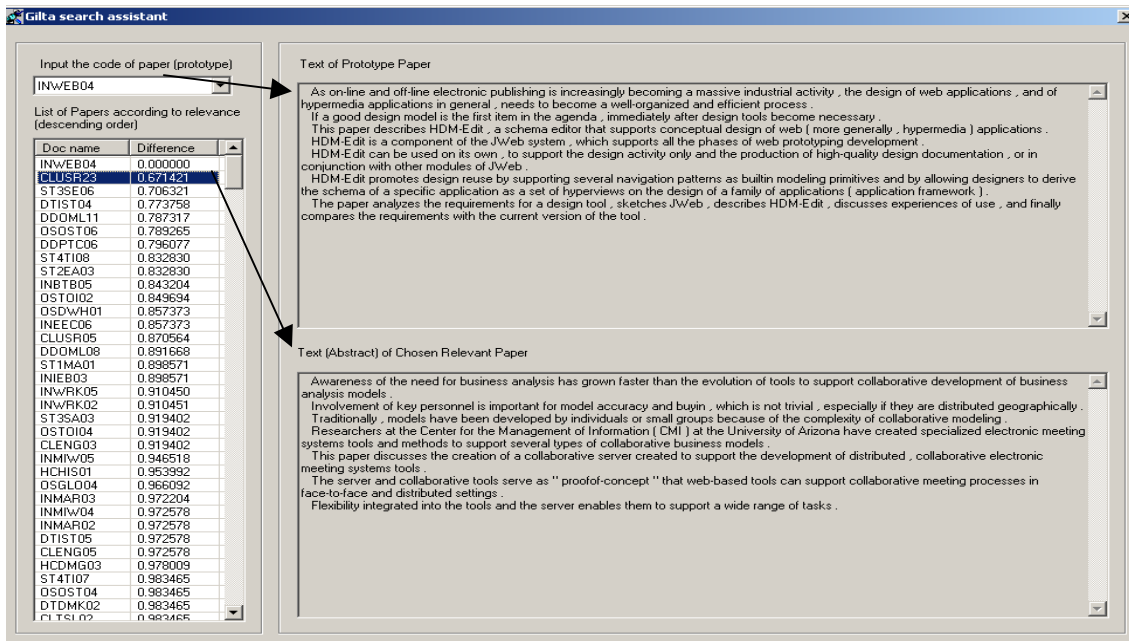 Gilta search assistant
Input the code of paper (prototype)
INWEB04
List of Papers according to relevance
(descending order)
Doc name Difference
INWEB04 0.000000
CLUSR23 0.671421
ST3SE06 0.706321
DTIST04 0.773758
DDOML11 0.787317
OSOST06 0.789265
DDPTC06 0.796077
ST4TI08 0.832830
ST2EA03 0.832830
INBTB05 0.843204
OSTOI02 0.849694
OSDWH01 0.857373
INEEC06 0.857373
CLUSR05 0.870564
DDOML08 0.891668
ST1MA01 0.898571
INIEB03 0.898571
INWRK05 0.910450
INWRK02 0.910451
ST3SA03 0.919402
OSTOI04 0.919402
CLENG03 0.919402
INMIW05 0.946518
HCHIS01 0.953992
OSGLO04 0.966092
INMAR03 0.972204
INMIW04 0.972578
INMAR02 0.972578
DTIST05 0.972578
CLENG05 0.972578
HCDMG03 0.978009
ST4TI07 0.983465
OSOST04 0.983465
DTDMK02 0.983465
CLTSL02 0.983465
Text of Prototype Paper
As on-line and off-line electronic publishing is increasingly becoming a massive industrial activity , the design of web applications , and of
hypermedia applications in general , needs to become a well-organized and efficient process .
If a good design model is the first item in the agenda , immediately after design tools become necessary .
This paper describes HDM-Edit , a schema editor that supports conceptual design of web ( more generally , hypermedia ) applications .
HDM-Edit is a component of the JWeb system , which supports all the phases of web prototyping development .
HDM-Edit can be used on its own , to support the design activity only and the production of high-quality design documentation , or in
conjunction with other modules of JWeb .
HDM-Edit promotes design reuse by supporting several navigation patterns as builtin modeling primitives and by allowing designers to derive
the schema of a specific application as a set of hyperviews on the design of a family of applications ( application framework ) .
The paper analyzes the requirements for a design tool , sketches JWeb , describes HDM-Edit , discusses experiences of use , and finally
compares the requirements with the current version of the tool .
Text (Abstract) of Chosen Relevant Paper
Awareness of the need for business analysis has grown faster than the evolution of tools to support collaborative development of business
analysis models .
Involvement of key personnel is important for model accuracy and buyin , which is not trivial , especially if they are distributed geographically .
Traditionally , models have been developed by individuals or small groups because of the complexity of collaborative modeling .
Researchers at the Center for the Management of Information ( CMI ) at the University of Arizona have created specialized electronic meeting
systems tools and methods to support several types of collaborative business models .
This paper discusses the creation of a collaborative server created to support the development of distributed , collaborative electronic
meeting systems tools .
The server and collaborative tools serve as " proofof-concept " that web-based tools can support collaborative meeting processes in
face-to-face and distributed settings .
Flexibility integrated into the tools and the server enables them to support a wide range of tasks .